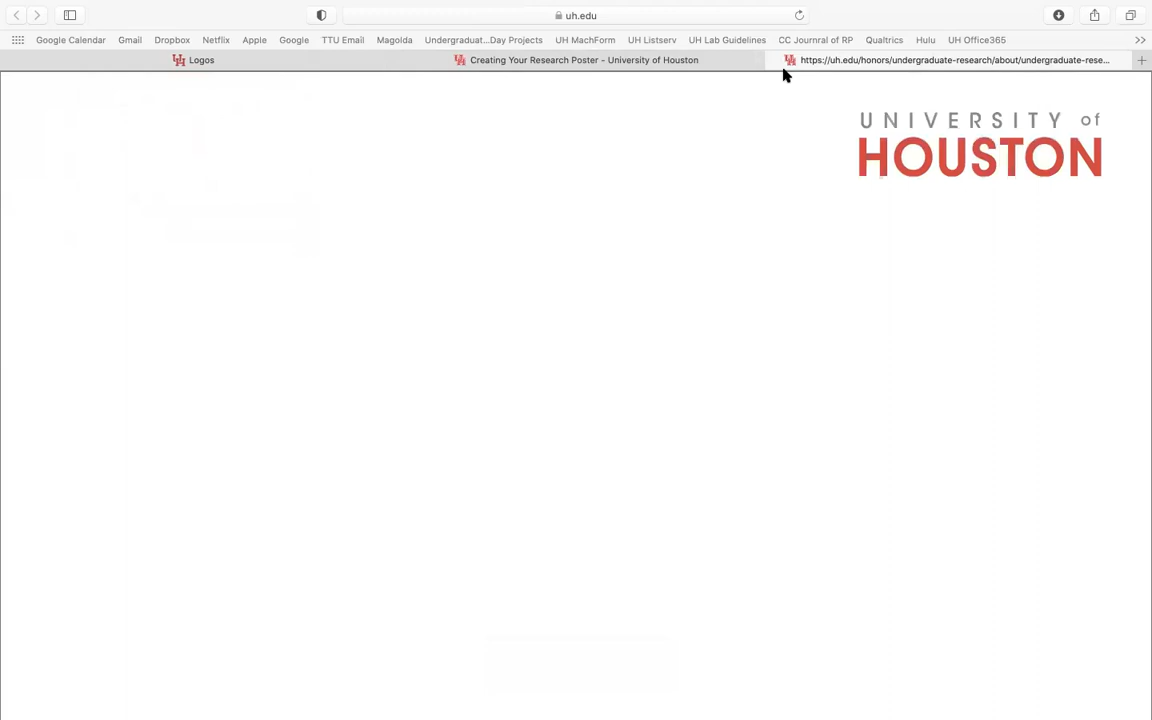 uh.edu
Google Calendar Gmail Dropbox Netflix Apple Google TTU Email Magolda Undergraduat...Day Projects UH MachForm UH Listserv UH Lab Guidelines CC Journral of RP Qualtrics Hulu UH Office365
Logos Creating Your Research Poster - University of Houston https://uh.edu/honors/undergraduate-research/about/undergraduate-rese...
UNIVERSITY of
HOUSTON